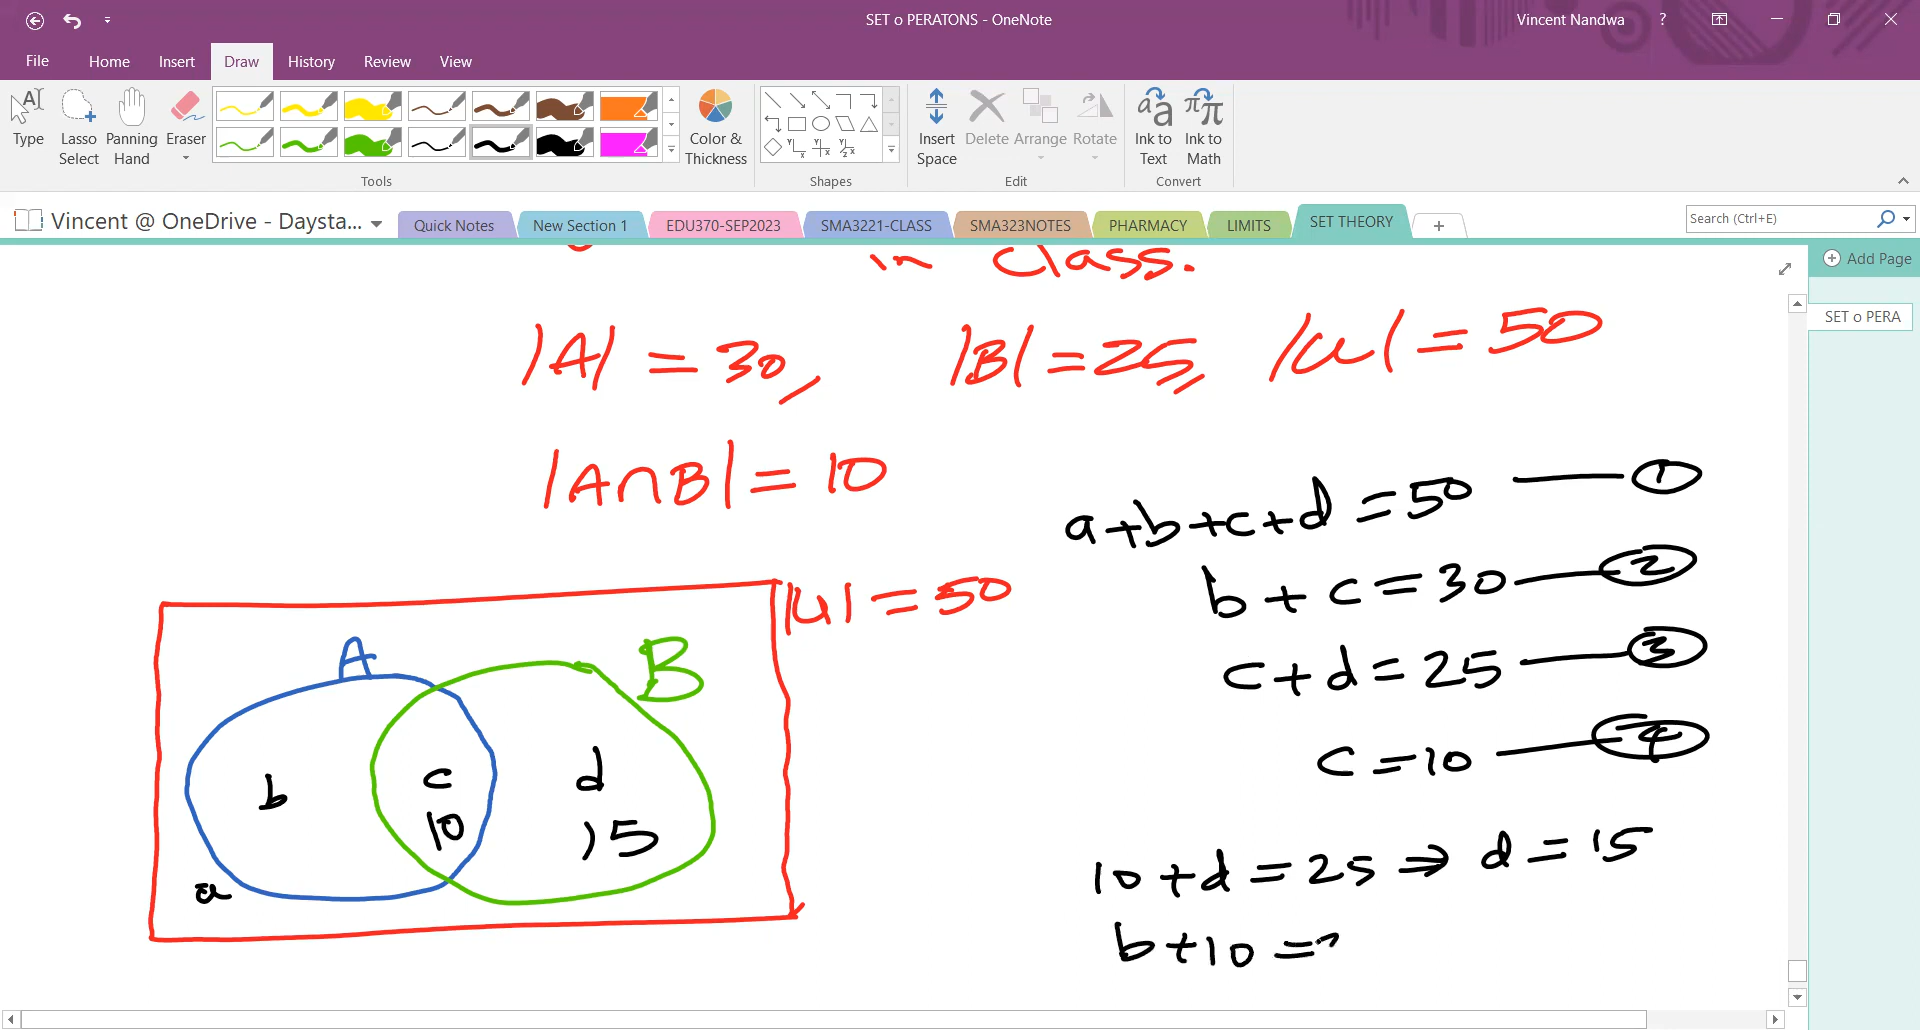 SET o PERATONS - OneNote
Vincent Nandwa
?
File Home Insert Draw History Review View
Type
Lasso Select
Panning Hand
Eraser
Color & Thickness
Insert Space
Delete
Arrange
Rotate
Ink to Text
Ink to Math
Tools
Shapes
Edit
Convert
Vincent @ OneDrive - Daysta...
Quick Notes
New Section 1
EDU370-SEP2023
SMA3221-CLASS
SMA323NOTES
PHARMACY
LIMITS
SET THEORY
+
Search (Ctrl+E)
Add Page
SET o PERA
in class.
|A| = 30, |B| = 25, |U| = 50
|A∩B| = 10
a+b+c+d = 50 — 1
b + c = 30 — 2
c + d = 25 — 3
c = 10 — 4
10 + d = 25 ⇒ d = 15
b + 10 =
|U| = 50
A
B
b
c
d
10
15
a